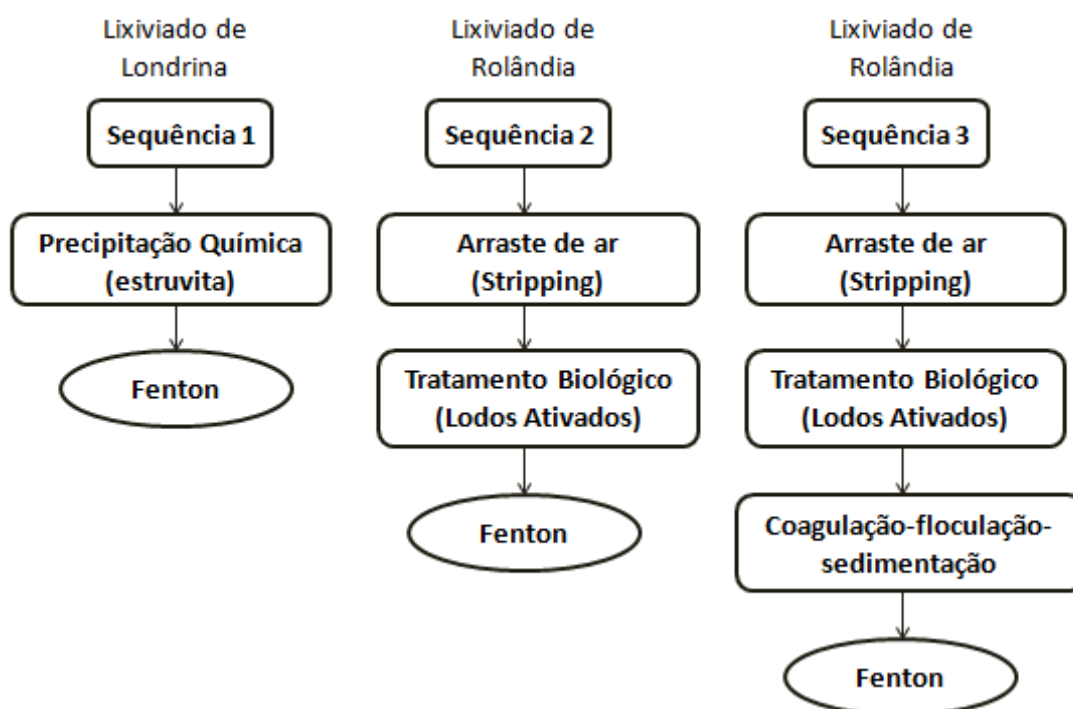 Lixiviado de
Londrina
Sequência 1
Precipitação Química
(estruvita)
Fenton
Lixiviado de
Rolândia
Sequência 2
Arraste de ar
(Stripping)
Tratamento Biológico
(Lodos Ativados)
Fenton
Lixiviado de
Rolândia
Sequência 3
Arraste de ar
(Stripping)
Tratamento Biológico
(Lodos Ativados)
Coagulação-floculação-
sedimentação
Fenton